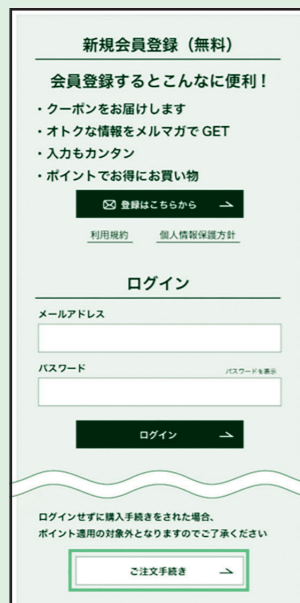 新規会員登録（無料）
会員登録するとこんなに便利！
・クーポンをお届けします
・オトクな情報をメルマガで GET
・入力もカンタン
・ポイントでお得にお買い物
登録はこちらから
利用規約 個人情報保護方針
ログイン
メールアドレス
パスワード パスワードを表示
ログイン
ログインせずに購入手続きをされた場合、
ポイント適用の対象外となりますのでご了承ください
ご注文手続き